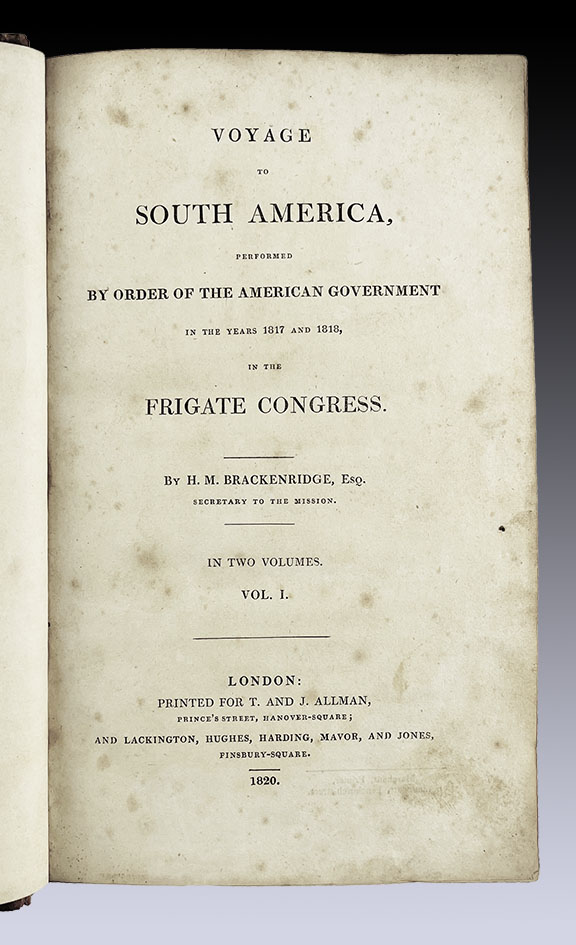 VOYAGE
TO
SOUTH AMERICA,
PERFORMED
BY ORDER OF THE AMERICAN GOVERNMENT
IN THE YEARS 1817 AND 1818,
IN THE
FRIGATE CONGRESS.
BY H. M. BRACKENRIDGE, ESQ.
SECRETARY TO THE MISSION.
IN TWO VOLUMES.
VOL. I.
LONDON:
PRINTED FOR T. AND J. ALLMAN,
PRINCE'S STREET, HANOVER-SQUARE;
AND LACKINGTON, HUGHES, HARDING, MAVOR, AND JONES,
FINSBURY-SQUARE.
1820.